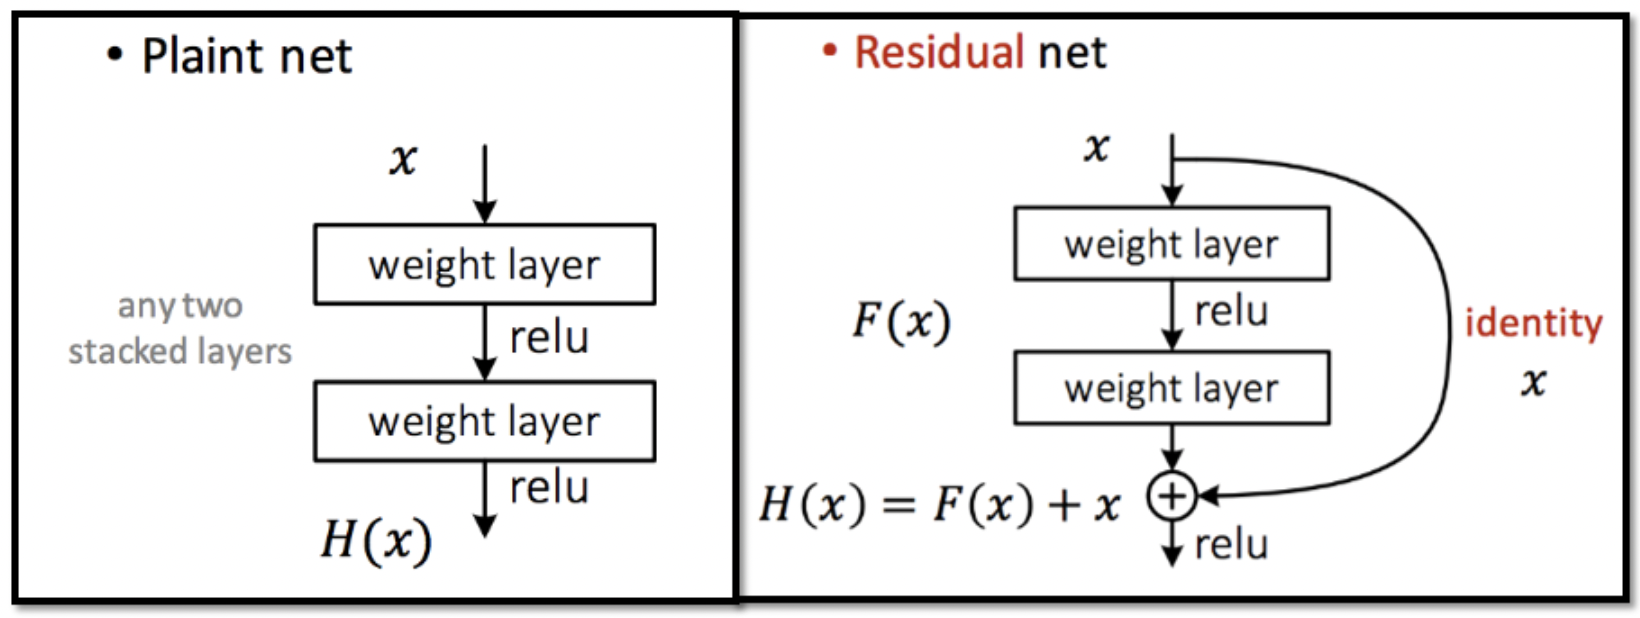 • Plaint net
x
weight layer
any two
stacked layers
relu
weight layer
relu
H(x)
• Residual net
x
weight layer
F(x)
relu
identity
x
weight layer
H(x) = F(x) + x
+
relu